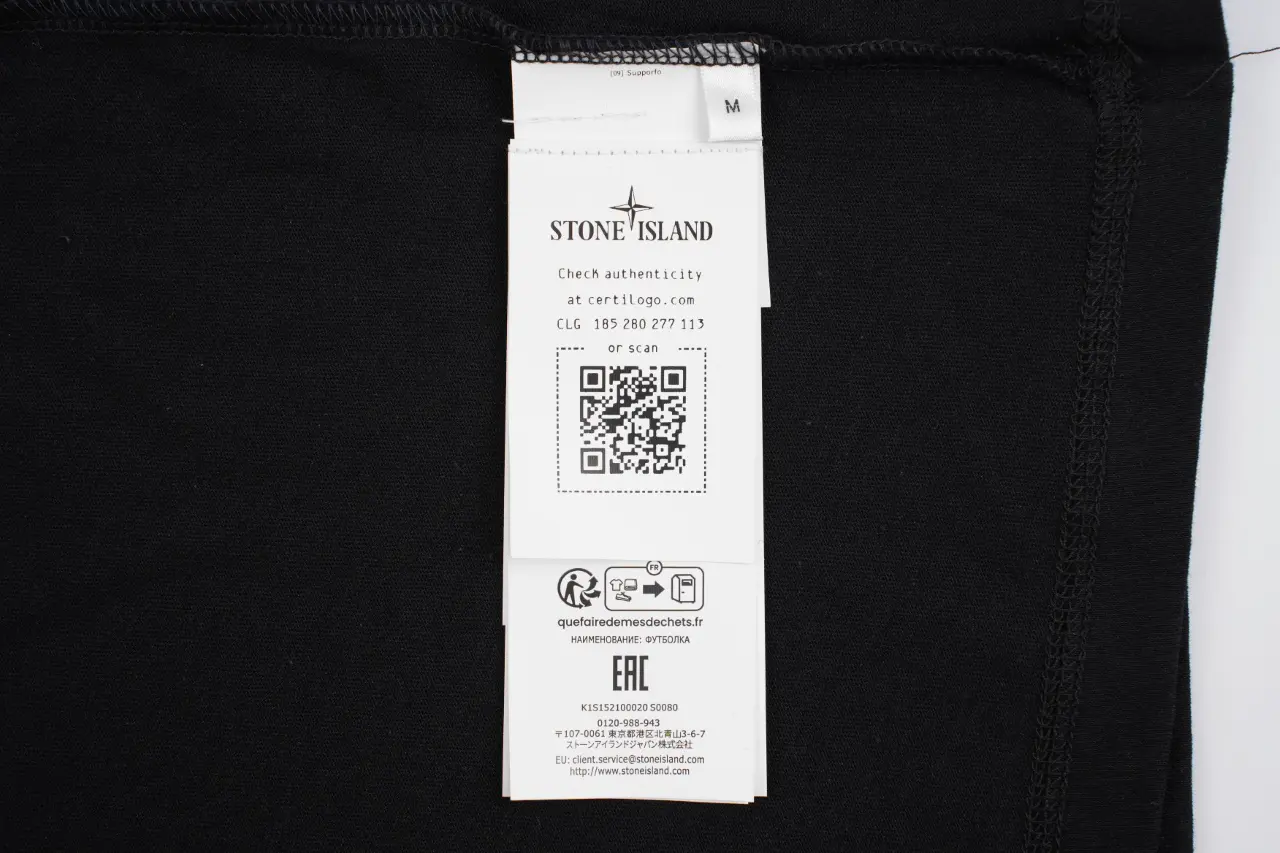 [09] Supporto
M
STONE ISLAND
Check authenticity
at certilogo.com
CLG 185 280 277 113
or scan
FR
quefairedemesdechets.fr
НАИМЕНОВАНИЕ: ФУТБОЛКА
EAC
K1S152100020 S0080
0120-988-943
〒107-0061 東京都港区北青山3-6-7
ストーンアイランドジャパン株式会社
EU: client.service@stoneisland.com
http://www.stoneisland.com